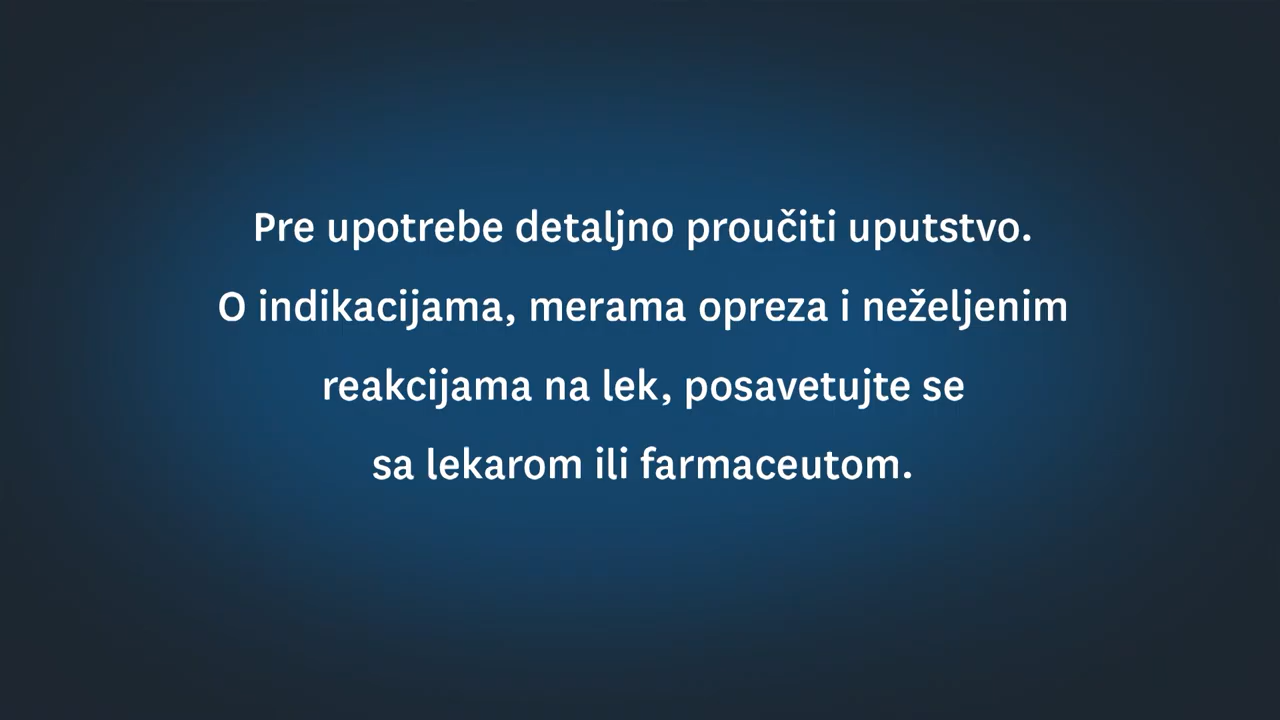 Pre upotrebe detaljno proučiti uputstvo.
O indikacijama, merama opreza i neželjenim
reakcijama na lek, posavetujte se
sa lekarom ili farmaceutom.